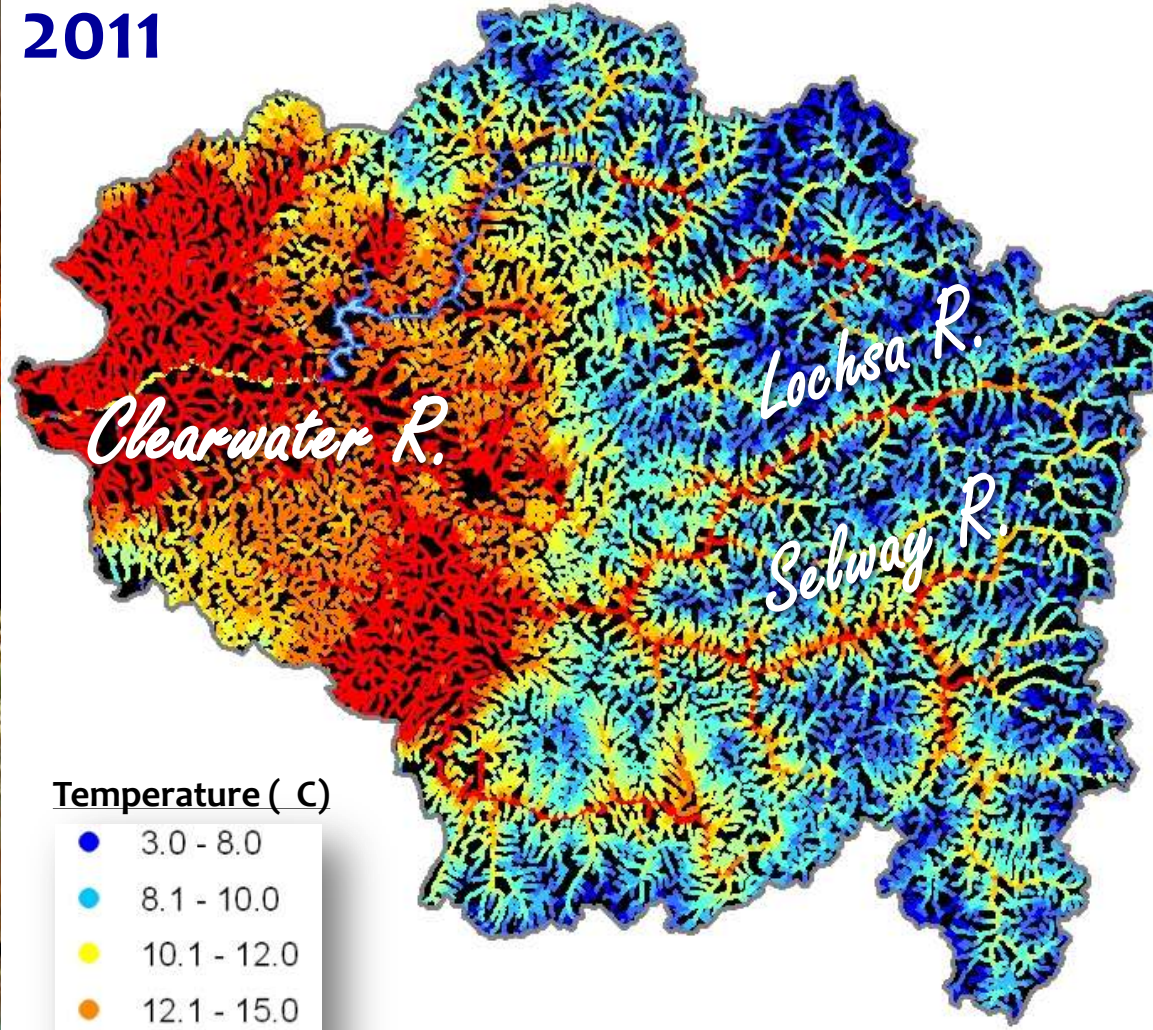 2011
Lochsa R.
Clearwater R.
Selway R.
Temperature ( C)
3.0 - 8.0
8.1 - 10.0
10.1 - 12.0
12.1 - 15.0